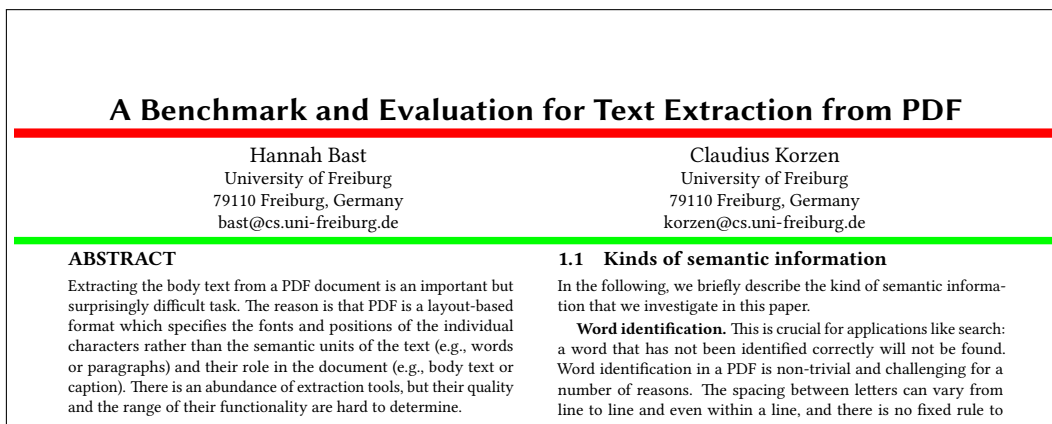 A Benchmark and Evaluation for Text Extraction from PDF
Hannah Bast
University of Freiburg
79110 Freiburg, Germany
bast@cs.uni-freiburg.de
Claudius Korzen
University of Freiburg
79110 Freiburg, Germany
korzen@cs.uni-freiburg.de
ABSTRACT
Extracting the body text from a PDF document is an important but
surprisingly difficult task. The reason is that PDF is a layout-based
format which specifies the fonts and positions of the individual
characters rather than the semantic units of the text (e.g., words
or paragraphs) and their role in the document (e.g., body text or
caption). There is an abundance of extraction tools, but their quality
and the range of their functionality are hard to determine.
1.1 Kinds of semantic information
In the following, we briefly describe the kind of semantic informa-
tion that we investigate in this paper.
Word identification. This is crucial for applications like search:
a word that has not been identified correctly will not be found.
Word identification in a PDF is non-trivial and challenging for a
number of reasons. The spacing between letters can vary from
line to line and even within a line, and there is no fixed rule to